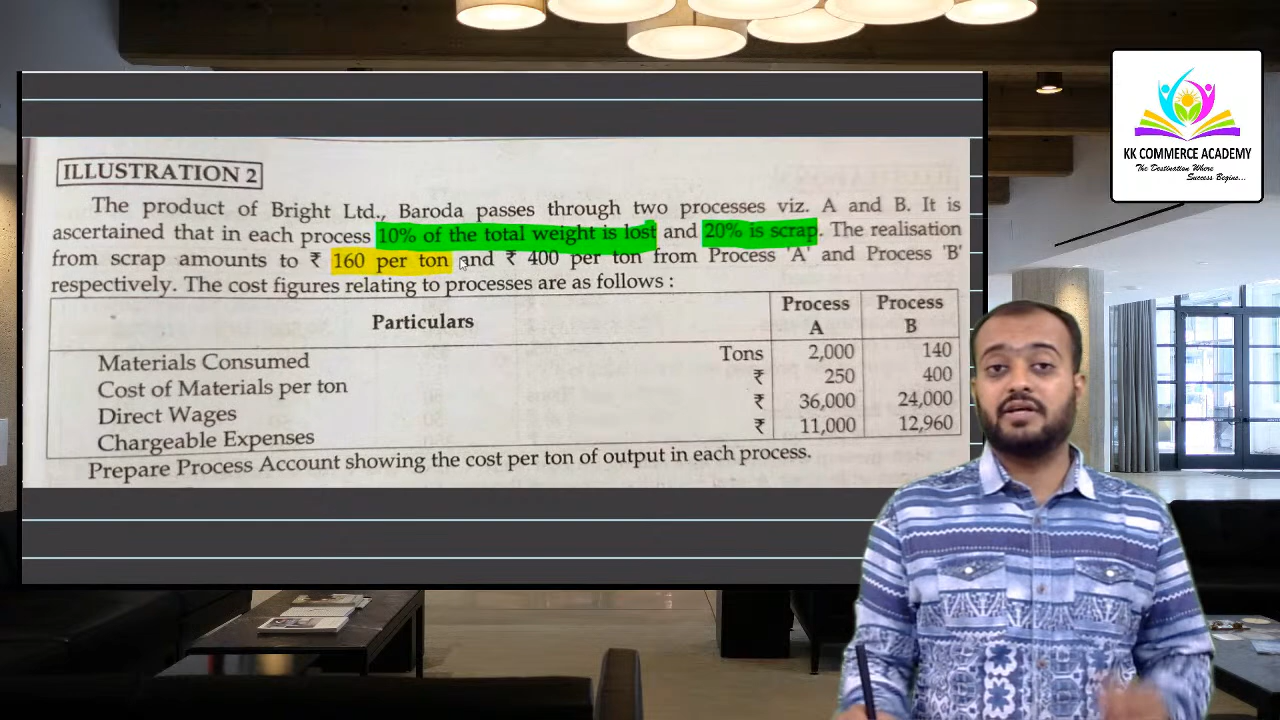 ILLUSTRATION 2
The product of Bright Ltd., Baroda passes through two processes viz. A and B. It is
ascertained that in each process 10% of the total weight is lost and 20% is scrap. The realisation
from scrap amounts to ₹ 160 per ton and ₹ 400 per ton from Process 'A' and Process 'B'
respectively. The cost figures relating to processes are as follows :
Particulars Process A Process B
Materials Consumed Tons 2,000 140
Cost of Materials per ton ₹ 250 400
Direct Wages ₹ 36,000 24,000
Chargeable Expenses ₹ 11,000 12,960
Prepare Process Account showing the cost per ton of output in each process.
KK COMMERCE ACADEMY
The Destination Where
Success Begins...